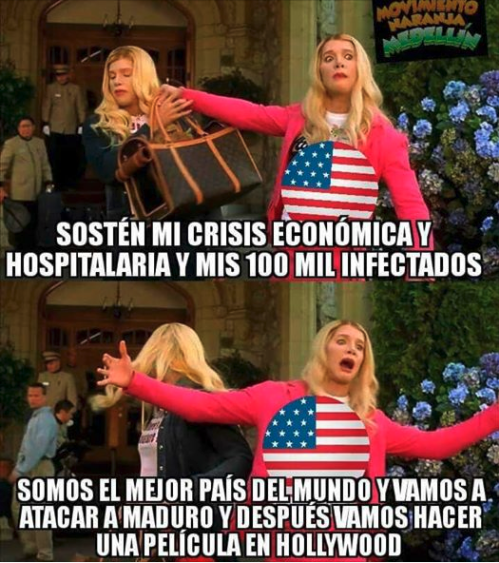 MOVIMIENTO
NARANJA
MEDELLÍN
SOSTÉN MI CRISIS ECONÓMICA Y
HOSPITALARIA Y MIS 100 MIL INFECTADOS
SOMOS EL MEJOR PAÍS DEL MUNDO Y VAMOS A
ATACAR A MADURO Y DESPUÉS VAMOS HACER
UNA PELÍCULA EN HOLLYWOOD